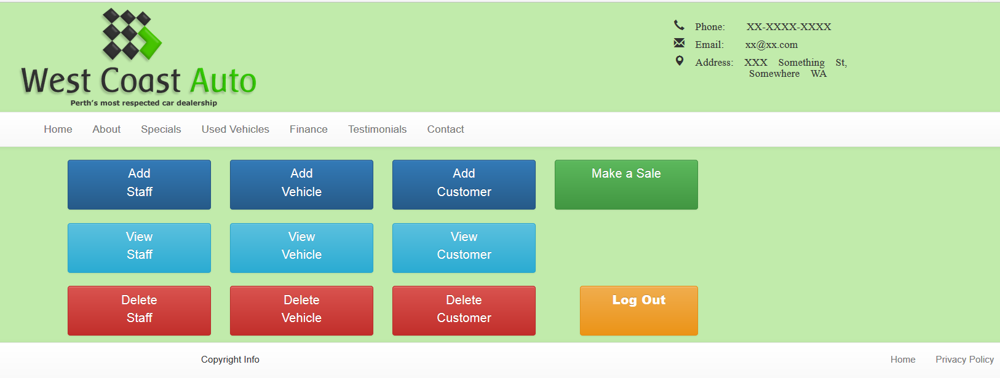 West Coast Auto
Perth's most respected car dealership
Phone: XX-XXXX-XXXX
Email: xx@xx.com
Address: XXX Something St,
Somewhere WA
Home About Specials Used Vehicles Finance Testimonials Contact
Add
Staff
Add
Vehicle
Add
Customer
Make a Sale
View
Staff
View
Vehicle
View
Customer
Delete
Staff
Delete
Vehicle
Delete
Customer
Log Out
Copyright Info
Home Privacy Policy